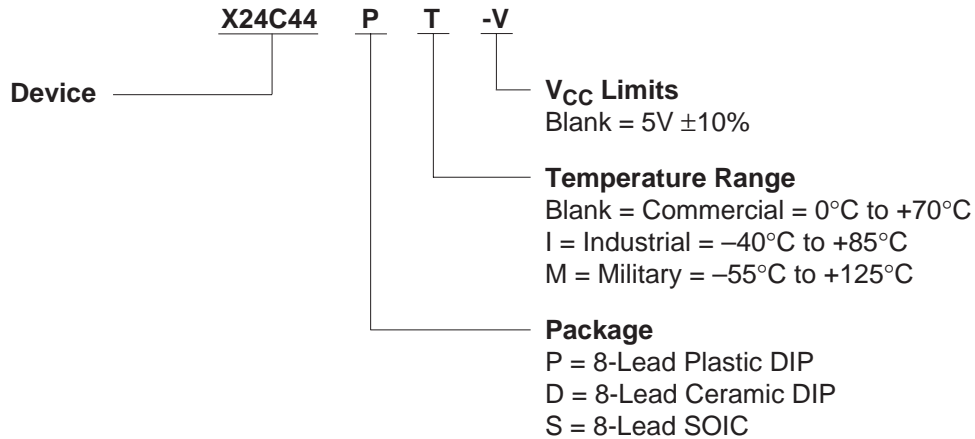 X24C44 P T -V
Device
VCC Limits
Blank = 5V ±10%
Temperature Range
Blank = Commercial = 0°C to +70°C
I = Industrial = –40°C to +85°C
M = Military = –55°C to +125°C
Package
P = 8-Lead Plastic DIP
D = 8-Lead Ceramic DIP
S = 8-Lead SOIC